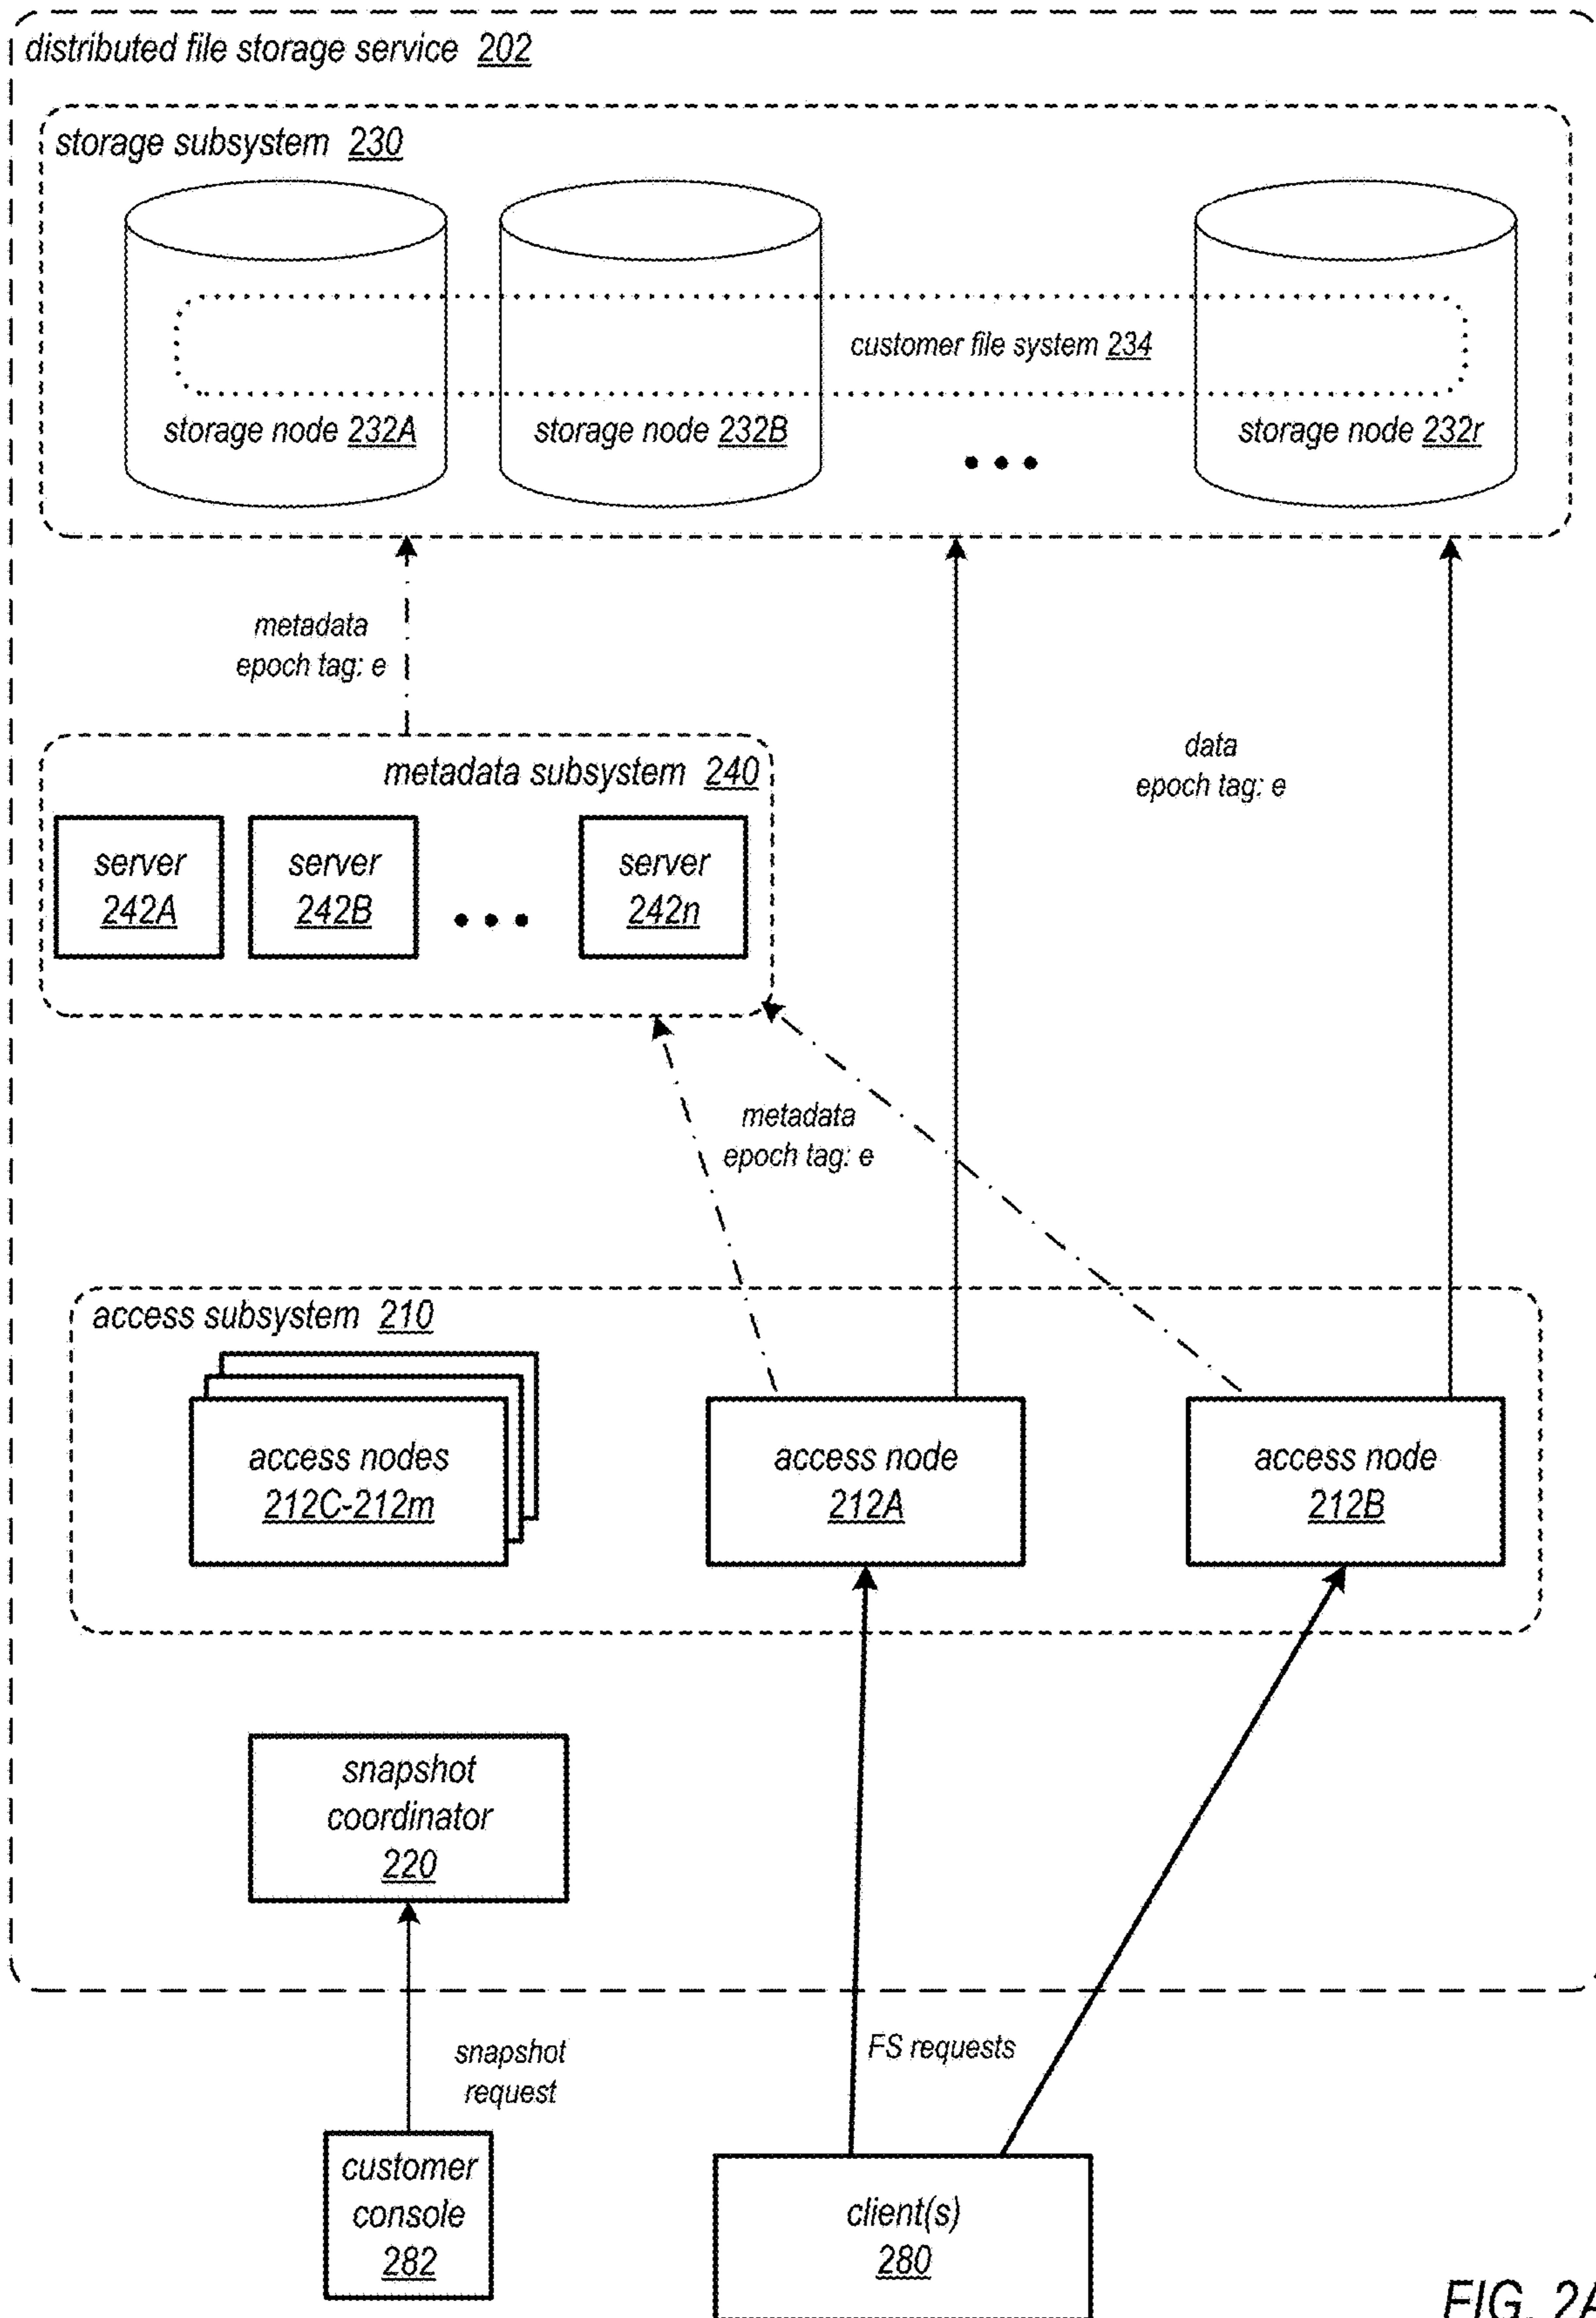 distributed file storage service 202
storage subsystem 230
customer file system 234
storage node 232A
storage node 232B
• • •
storage node 232r
metadata
epoch tag: e
data
epoch tag: e
metadata subsystem 240
server
242A
server
242B
• • •
server
242n
metadata
epoch tag: e
access subsystem 210
access nodes
212C-212m
access node
212A
access node
212B
snapshot
coordinator
220
snapshot
request
FS requests
customer
console
282
client(s)
280
FIG. 2A